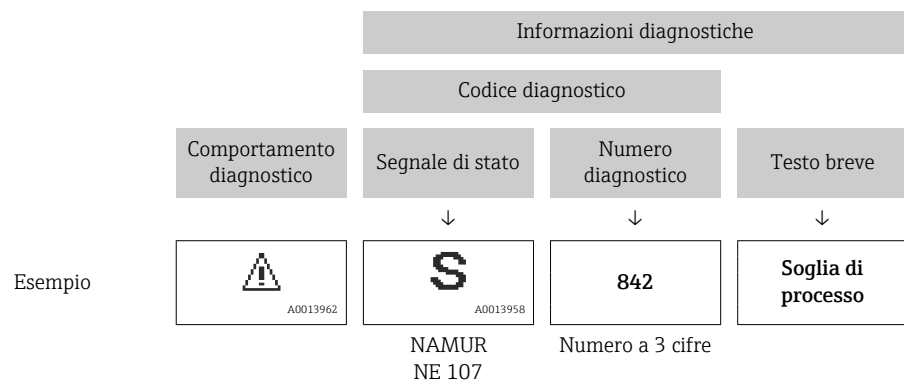 Informazioni diagnostiche
Codice diagnostico
Comportamento
diagnostico
Segnale di stato
Numero
diagnostico
Testo breve
↓ ↓ ↓
Esempio
A0013962
S
A0013958
842
Soglia di
processo
NAMUR
NE 107
Numero a 3 cifre